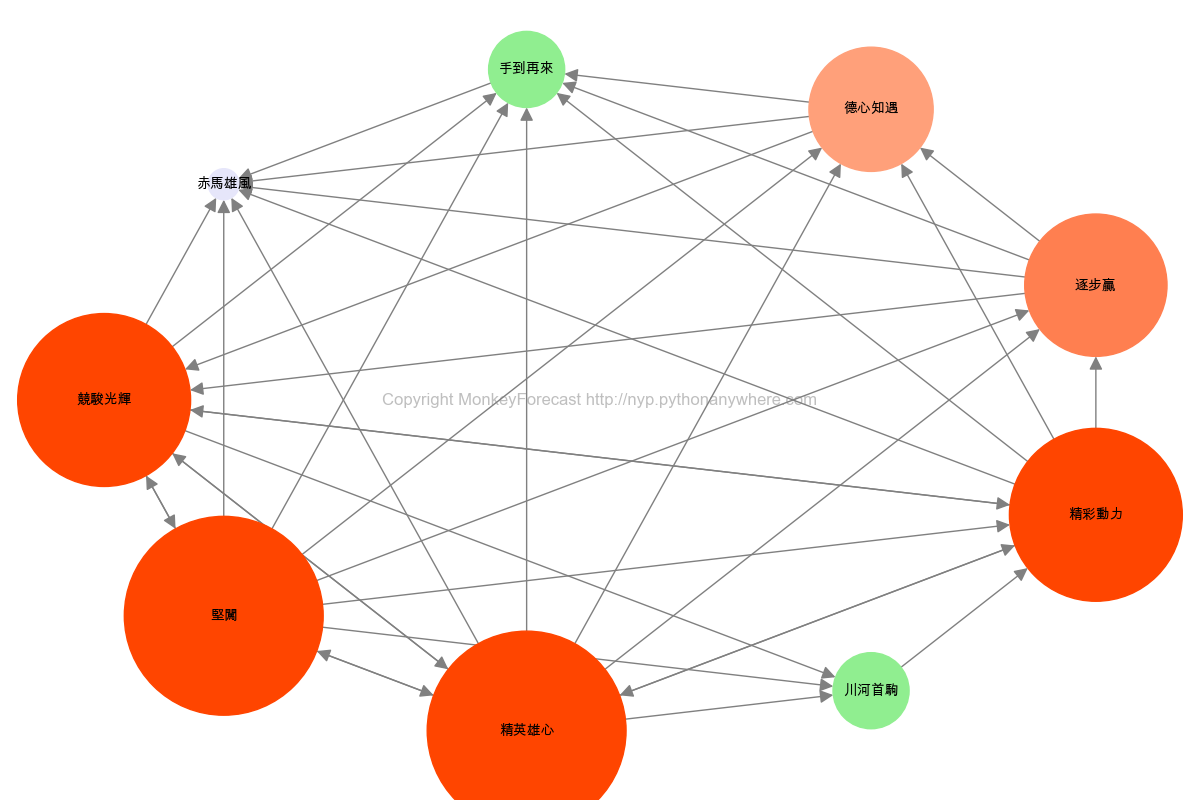 手到再來
德心知遇
赤馬雄風
逐步贏
競駿光輝
Copyright MonkeyForecast http://nyp.pythonanywhere.com
精彩動力
堅闖
川河首駒
精英雄心